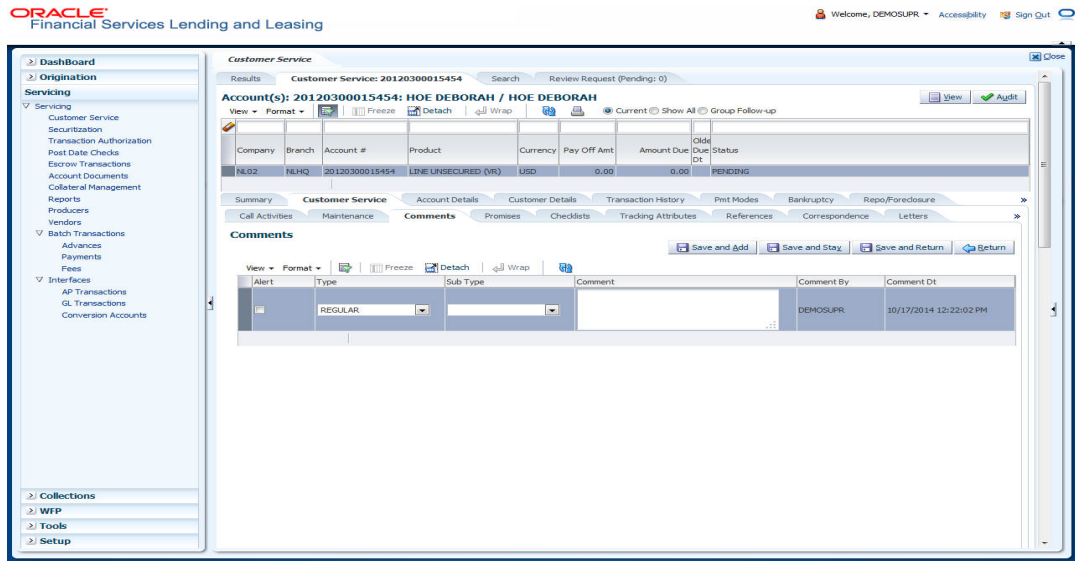 ORACLE®
Financial Services Lending and Leasing
Welcome, DEMOSUPR Accessibility Sign Out
Close
DashBoard
Origination
Servicing
Servicing
Customer Service
Securitization
Transaction Authorization
Post Date Checks
Escrow Transactions
Account Documents
Collateral Management
Reports
Producers
Vendors
Batch Transactions
Advances
Payments
Fees
Interfaces
AP Transactions
GL Transactions
Conversion Accounts
Collections
WFP
Tools
Setup
Customer Service
Results Customer Service: 20120300015454 Search Review Request (Pending: 0)
Account(s): 20120300015454: HOE DEBORAH / HOE DEBORAH
View Audit
View Format Freeze Detach Wrap Current Show All Group Follow-up
Company Branch Account # Product Currency Pay Off Amt Amount Due Olde Due Dt Status
NL02 NLHQ 20120300015454 LINE UNSECURED (VR) USD 0.00 0.00 PENDING
Summary Customer Service Account Details Customer Details Transaction History Pmt Modes Bankruptcy Repo/Foreclosure »
Call Activities Maintenance Comments Promises Checklists Tracking Attributes References Correspondence Letters »
Comments
Save and Add Save and Stay Save and Return Return
View Format Freeze Detach Wrap
Alert Type Sub Type Comment Comment By Comment Dt
REGULAR DEMOSUPR 10/17/2014 12:22:02 PM